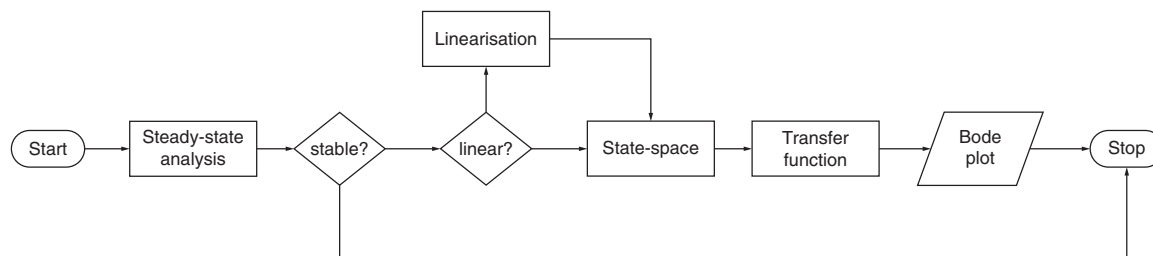 Linearisation
Start
Steady-state
analysis
stable?
linear?
State-space
Transfer
function
Bode
plot
Stop